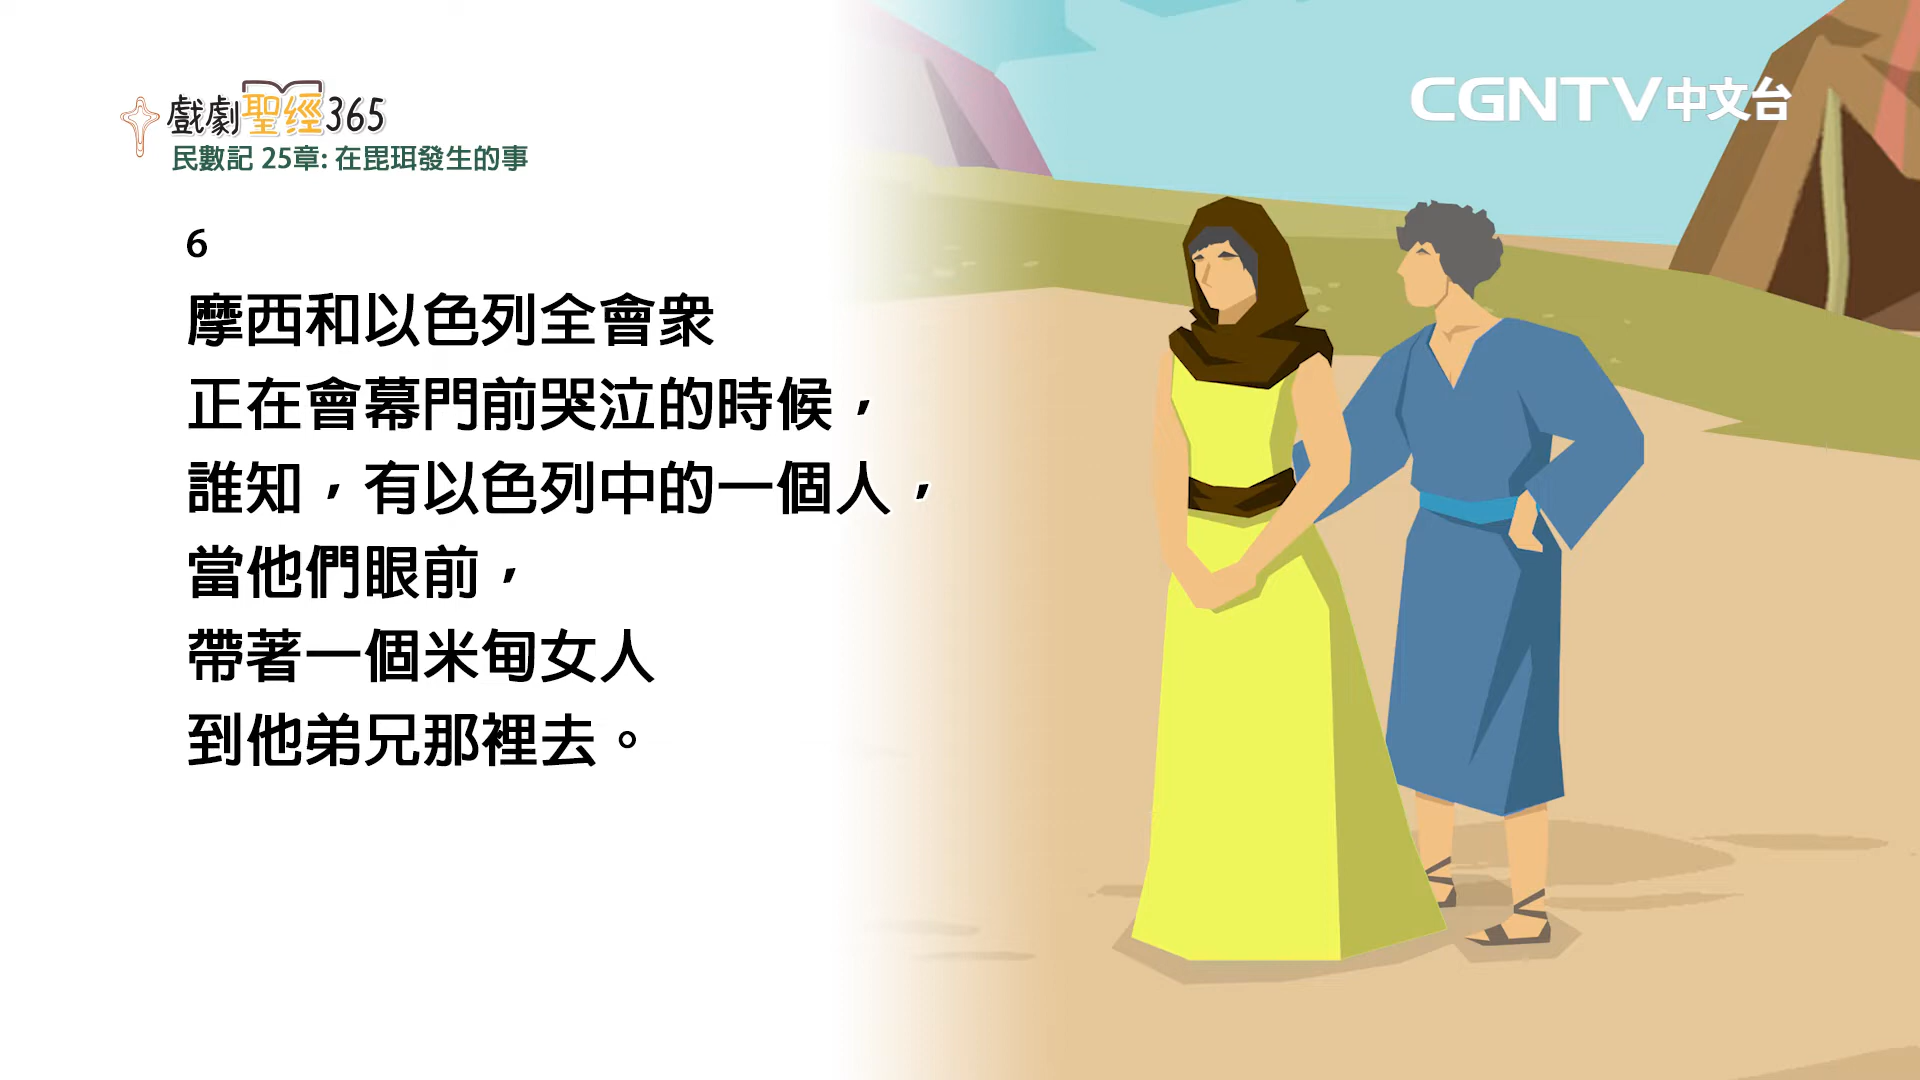 戲劇聖經365
CGNTV中文台
民數記 25章: 在毘珥發生的事
6
摩西和以色列全會衆
正在會幕門前哭泣的時候，
誰知，有以色列中的一個人，
當他們眼前，
帶著一個米甸女人
到他弟兄那裡去。